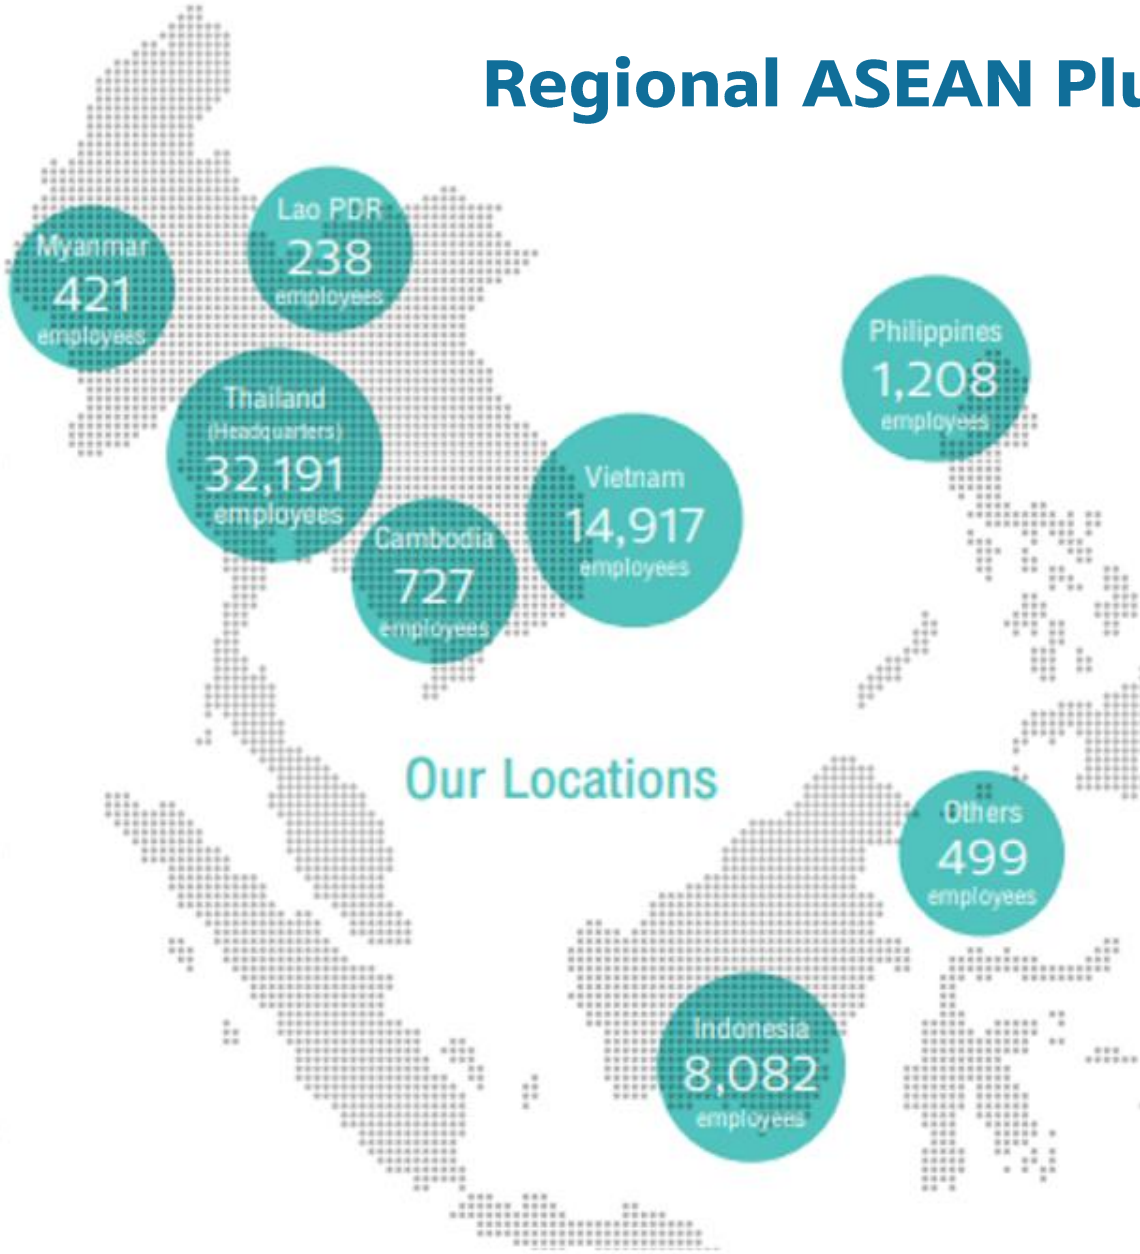 Regional ASEAN Plu
Lao PDR
238
employees
Myanmar
421
employees
Philippines
1,208
employees
Thailand
(Headquarters)
32,191
employees
Vietnam
14,917
employees
Cambodia
727
employees
Our Locations
Others
499
employees
Indonesia
8,082
employees